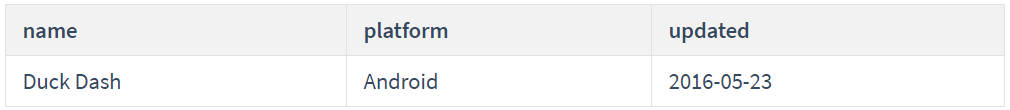 name platform updated
Duck Dash Android 2016-05-23